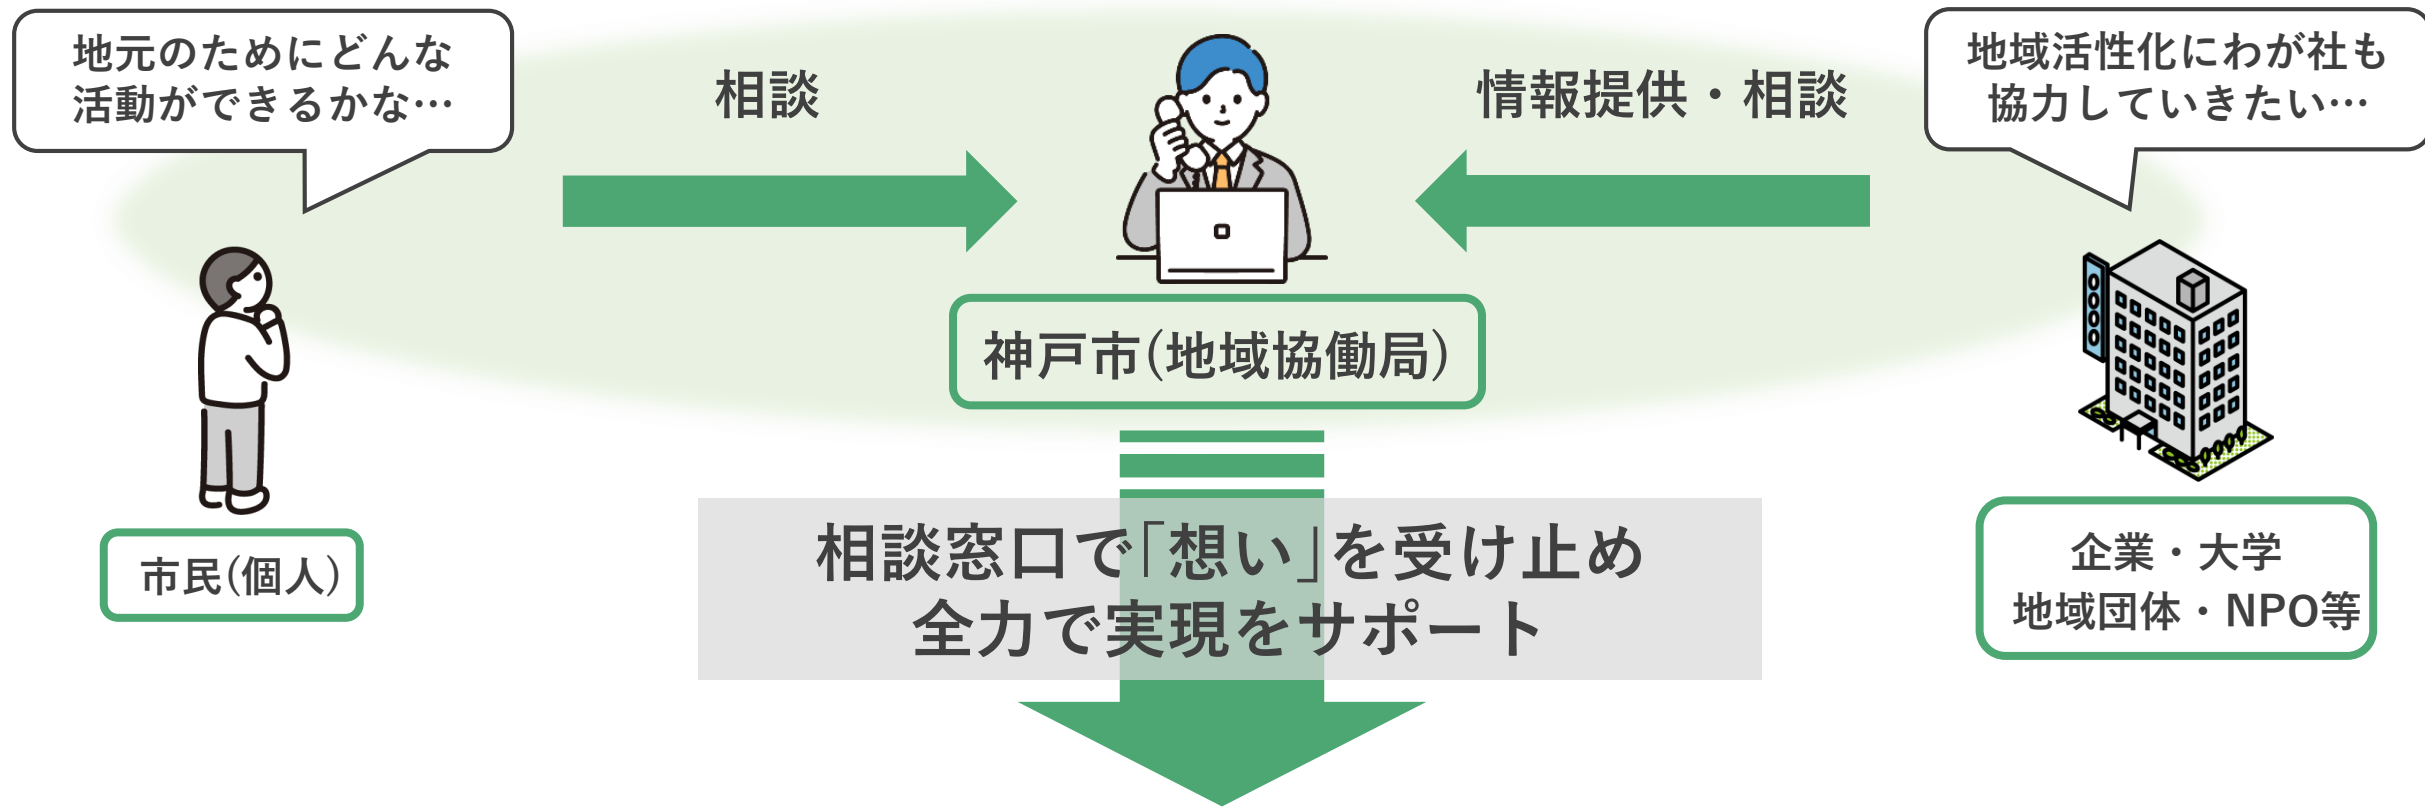 地元のためにどんな
活動ができるかな…
相談
情報提供・相談
地域活性化にわが社も
協力していきたい…
神戸市(地域協働局)
市民(個人)
企業・大学
地域団体・NPO等
相談窓口で「想い」を受け止め
全力で実現をサポート